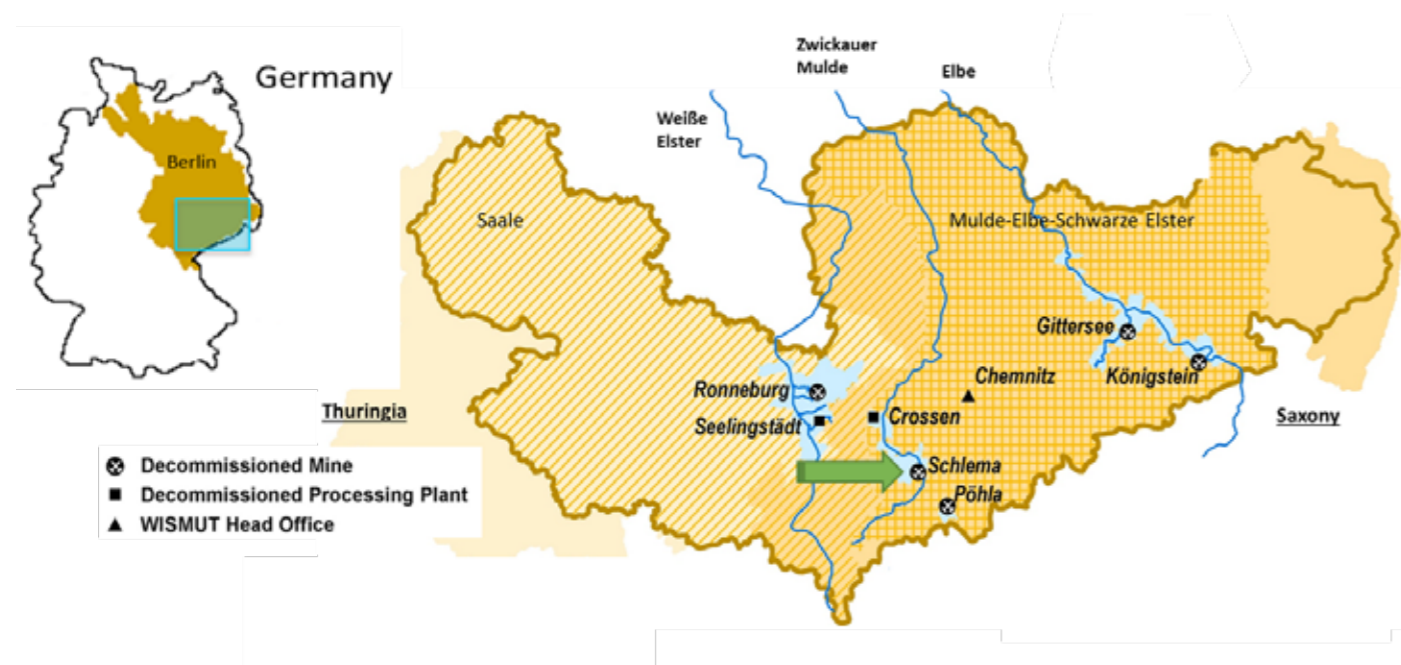 Germany
Berlin
Zwickauer
Mulde
Elbe
Weiße
Elster
Saale
Mulde-Elbe-Schwarze Elster
Gittersee
Ronneburg
Chemnitz
Königstein
Thuringia
Seelingstädt
Crossen
Saxony
Schlema
Pöhla
Decommissioned Mine
Decommissioned Processing Plant
WISMUT Head Office